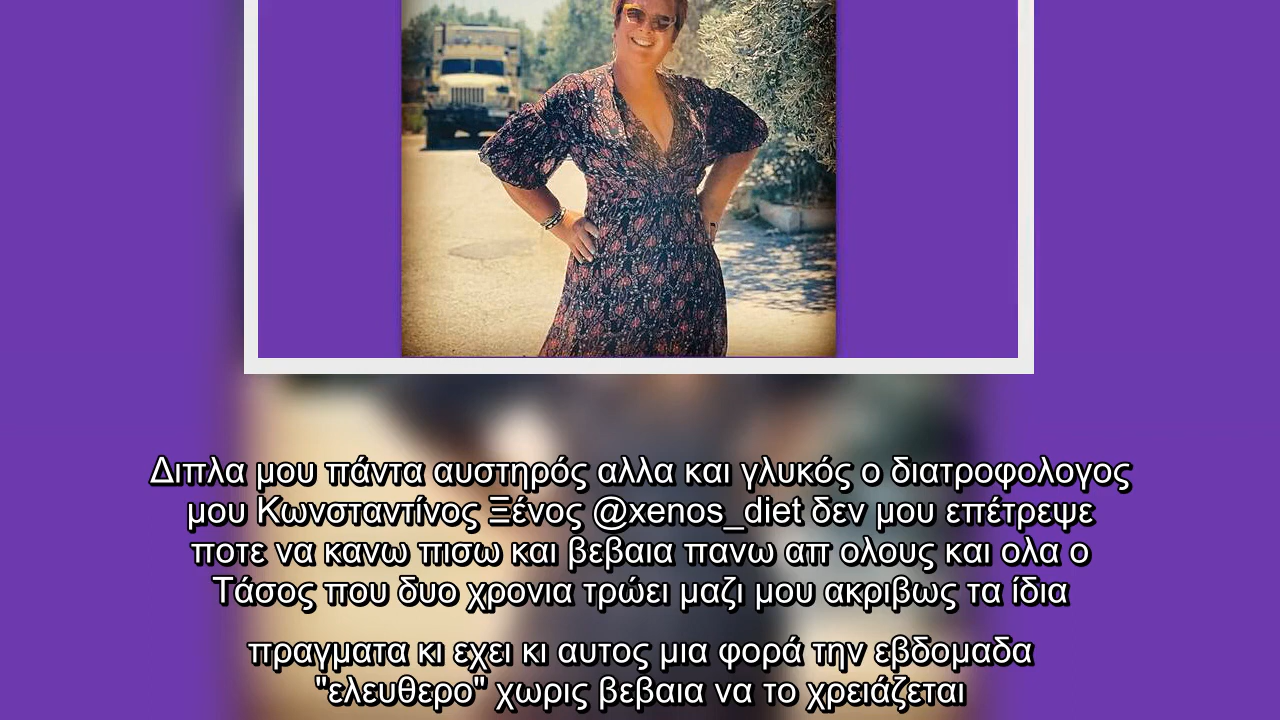 Διπλα μου πάντα αυστηρός αλλα και γλυκός ο διατροφολογος
μου Κωνσταντίνος Ξένος @xenos_diet δεν μου επέτρεψε
ποτε να κανω πισω και βεβαια πανω απ ολους και ολα ο
Τάσος που δυο χρονια τρώει μαζι μου ακριβως τα ίδια
πραγματα κι εχει κι αυτος μια φορά την εβδομαδα
"ελευθερο" χωρις βεβαια να το χρειάζεται